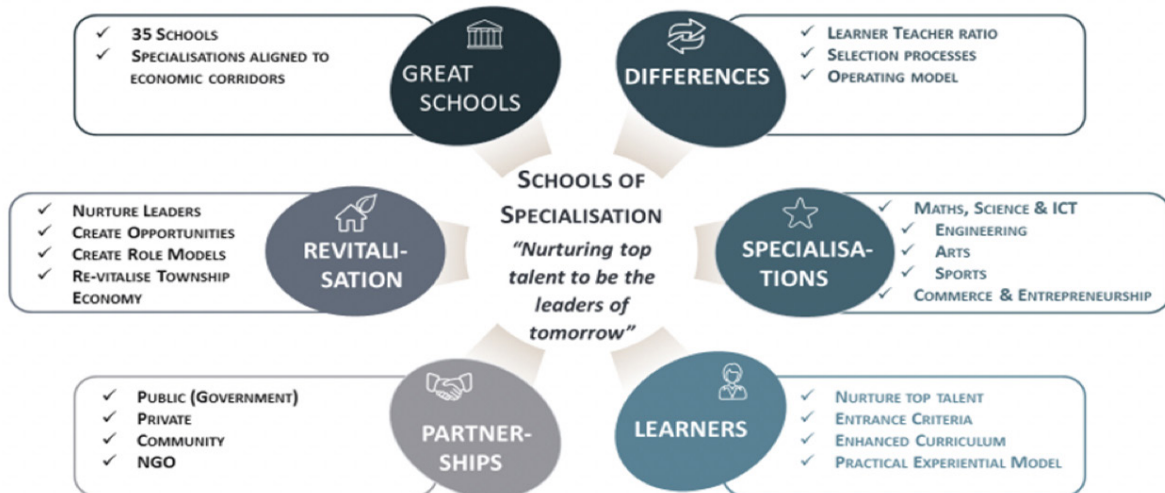 35 Schools
Specialisations aligned to
economic corridors
GREAT
SCHOOLS
DIFFERENCES
Learner Teacher ratio
Selection processes
Operating model
Nurture Leaders
Create Opportunities
Create Role Models
Re-vitalise Township
Economy
REVITALI-
SATION
Schools of
Specialisation
“Nurturing top
talent to be the
leaders of
tomorrow”
SPECIALISA-
TIONS
Maths, Science & ICT
Engineering
Arts
Sports
Commerce & Entrepreneurship
Public (Government)
Private
Community
NGO
PARTNER-
SHIPS
LEARNERS
Nurture top talent
Entrance Criteria
Enhanced Curriculum
Practical Experiential Model